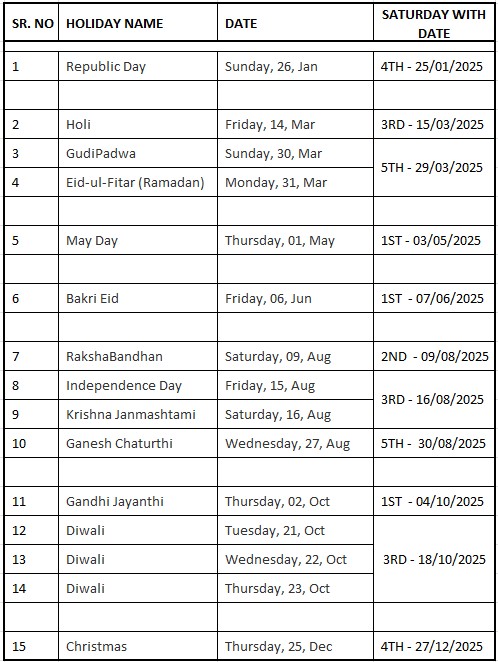 SR. NO HOLIDAY NAME DATE SATURDAY WITH DATE
1 Republic Day Sunday, 26, Jan 4TH - 25/01/2025
2 Holi Friday, 14, Mar 3RD - 15/03/2025
3 GudiPadwa Sunday, 30, Mar 5TH - 29/03/2025
4 Eid-ul-Fitar (Ramadan) Monday, 31, Mar
5 May Day Thursday, 01, May 1ST - 03/05/2025
6 Bakri Eid Friday, 06, Jun 1ST - 07/06/2025
7 RakshaBandhan Saturday, 09, Aug 2ND - 09/08/2025
8 Independence Day Friday, 15, Aug 3RD - 16/08/2025
9 Krishna Janmashtami Saturday, 16, Aug
10 Ganesh Chaturthi Wednesday, 27, Aug 5TH - 30/08/2025
11 Gandhi Jayanthi Thursday, 02, Oct 1ST - 04/10/2025
12 Diwali Tuesday, 21, Oct 3RD - 18/10/2025
13 Diwali Wednesday, 22, Oct
14 Diwali Thursday, 23, Oct
15 Christmas Thursday, 25, Dec 4TH - 27/12/2025